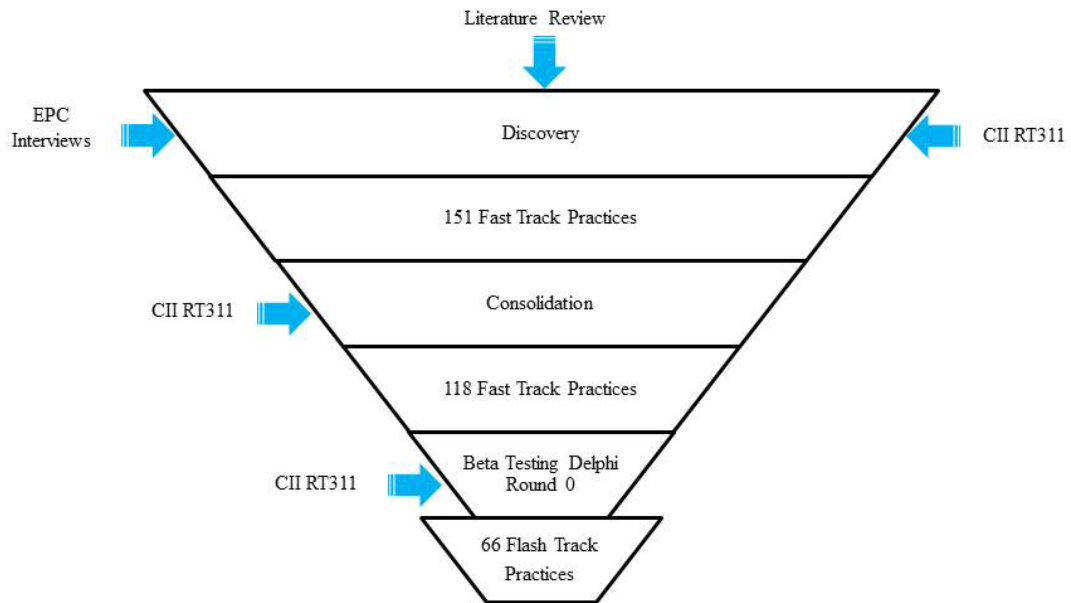 Literature Review
EPC
Interviews
Discovery
CII RT311
151 Fast Track Practices
CII RT311
Consolidation
118 Fast Track Practices
CII RT311
Beta Testing Delphi
Round 0
66 Flash Track
Practices